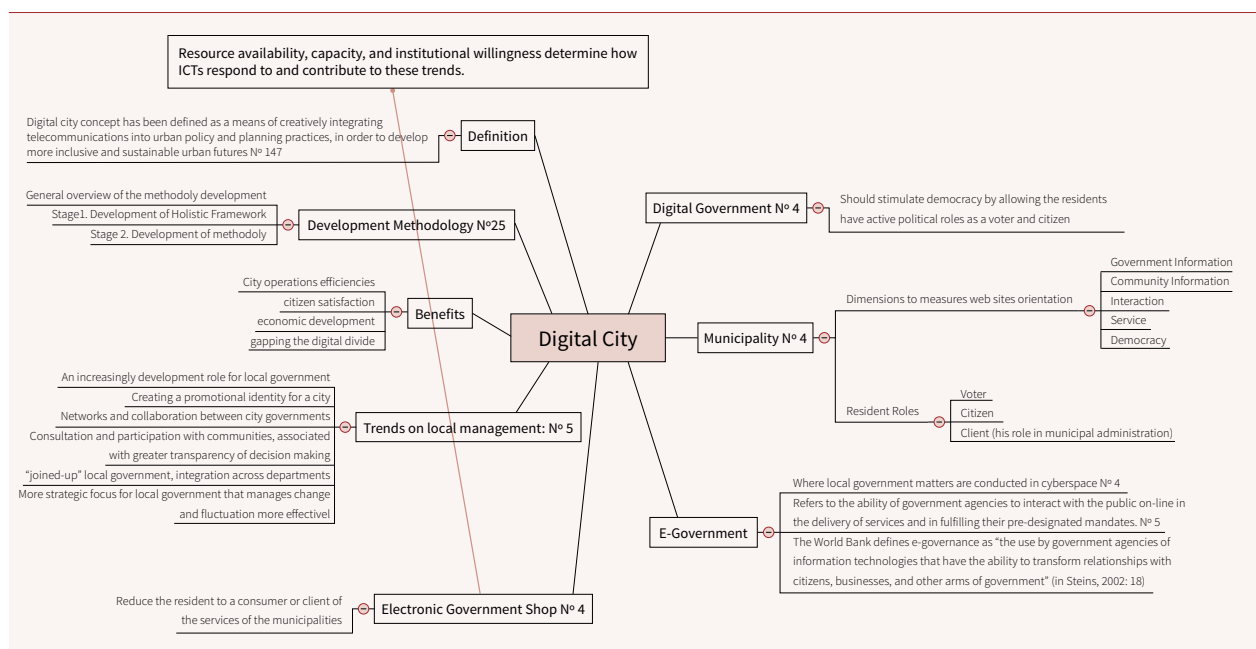 Resource availability, capacity, and institutional willingness determine how
ICTs respond to and contribute to these trends.
Digital city concept has been defined as a means of creatively integrating
telecommunications into urban policy and planning practices, in order to develop
more inclusive and sustainable urban futures Nº 147
Definition
General overview of the methodoly development
Stage1. Development of Holistic Framework
Stage 2. Development of methodoly
Development Methodology Nº25
City operations efficiencies
citizen satisfaction
economic development
gapping the digital divide
Benefits
An increasingly development role for local government
Creating a promotional identity for a city
Networks and collaboration between city governments
Consultation and participation with communities, associated
with greater transparency of decision making
“joined-up” local government, integration across departments
More strategic focus for local government that manages change
and fluctuation more effectivel
Trends on local management: Nº 5
Reduce the resident to a consumer or client of
the services of the municipalities
Electronic Government Shop Nº 4
Digital City
Digital Government Nº 4
Should stimulate democracy by allowing the residents
have active political roles as a voter and citizen
Municipality Nº 4
Dimensions to measures web sites orientation
Government Information
Community Information
Interaction
Service
Democracy
Resident Roles
Voter
Citizen
Client (his role in municipal administration)
E-Government
Where local government matters are conducted in cyberspace Nº 4
Refers to the ability of government agencies to interact with the public on-line in
the delivery of services and in fulfilling their pre-designated mandates. Nº 5
The World Bank defines e-governance as “the use by government agencies of
information technologies that have the ability to transform relationships with
citizens, businesses, and other arms of government” (in Steins, 2002: 18)